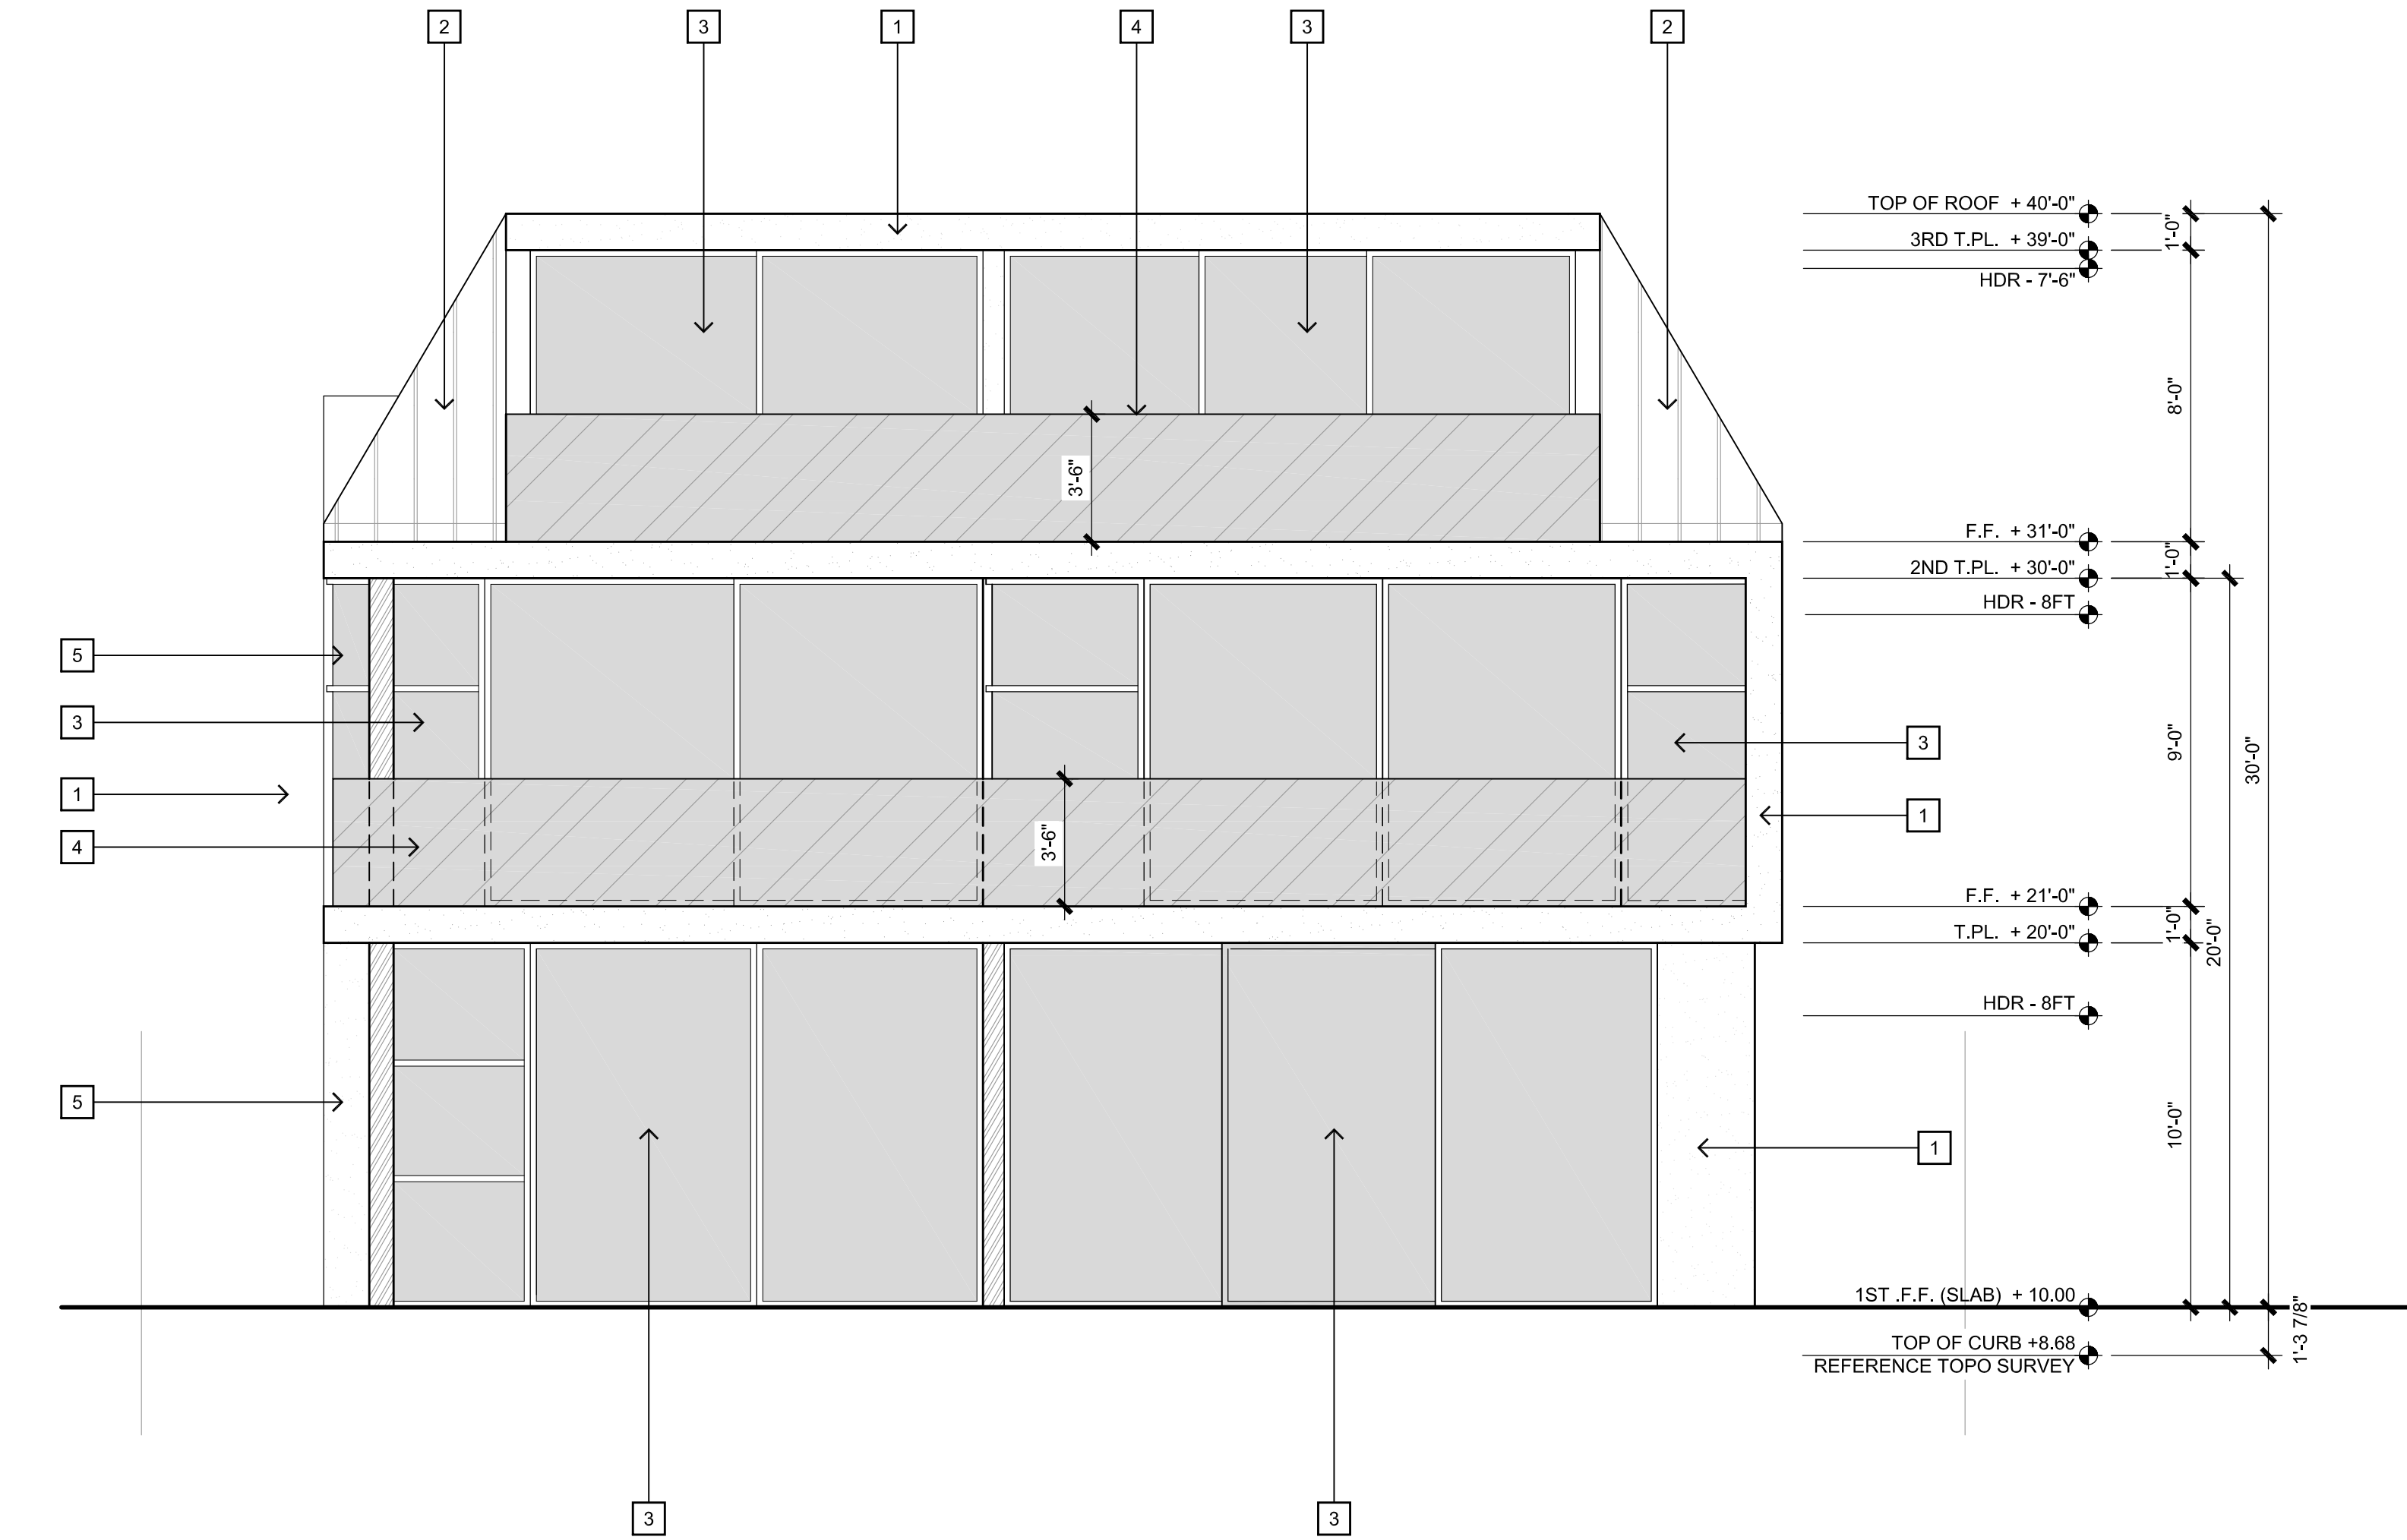 2
3
1
4
3
2
TOP OF ROOF + 40'-0"
3RD T.PL. + 39'-0"
HDR - 7'-6"
1'-0"
8'-0"
3'-6"
F.F. + 31'-0"
2ND T.PL. + 30'-0"
HDR - 8FT
1'-0"
5
3
1
4
3
1
9'-0"
30'-0"
3'-6"
F.F. + 21'-0"
T.PL. + 20'-0"
1'-0"
20'-0"
HDR - 8FT
5
1
10'-0"
1ST .F.F. (SLAB) + 10.00
TOP OF CURB +8.68
REFERENCE TOPO SURVEY
1'-3 7/8"
3
3